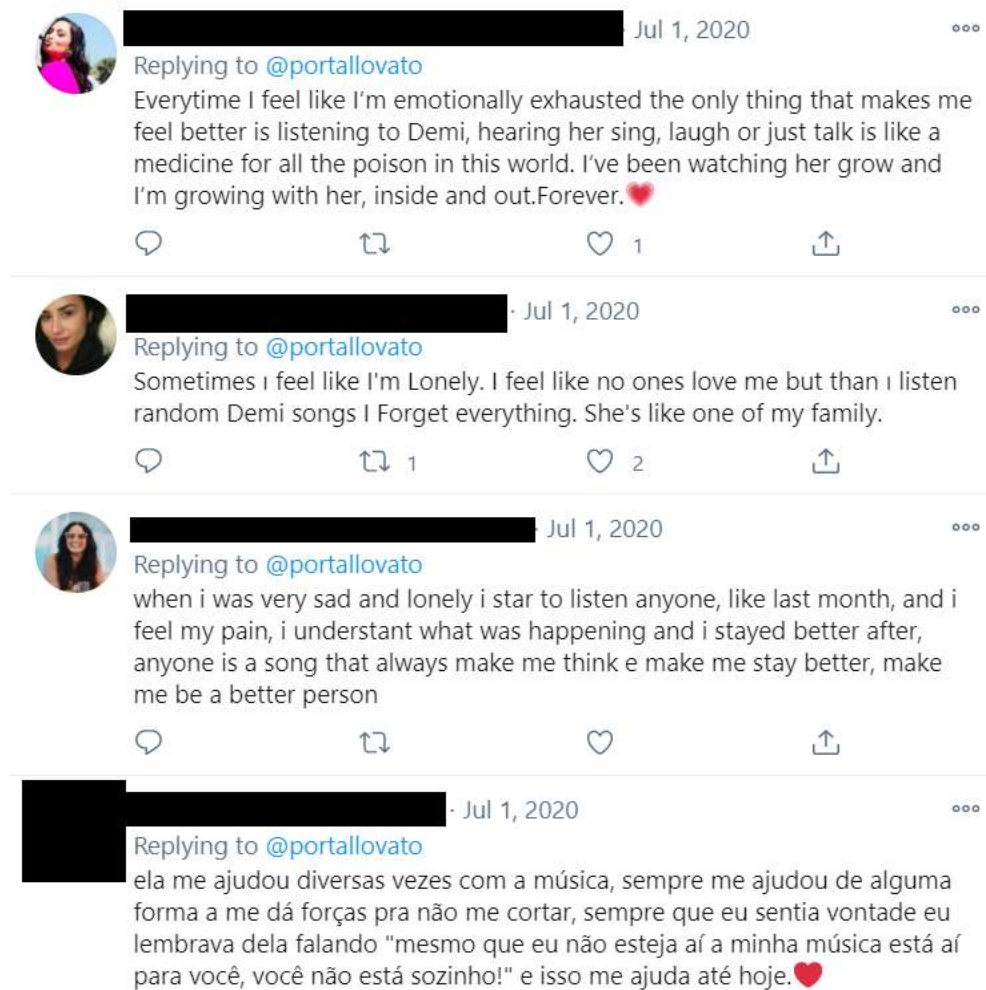 · Jul 1, 2020
Replying to @portallovato
Everytime I feel like I'm emotionally exhausted the only thing that makes me
feel better is listening to Demi, hearing her sing, laugh or just talk is like a
medicine for all the poison in this world. I've been watching her grow and
I'm growing with her, inside and out.Forever.
1
· Jul 1, 2020
Replying to @portallovato
Sometimes ı feel like I'm Lonely. I feel like no ones love me but than ı listen
random Demi songs I Forget everything. She's like one of my family.
1 2
· Jul 1, 2020
Replying to @portallovato
when i was very sad and lonely i star to listen anyone, like last month, and i
feel my pain, i understant what was happening and i stayed better after,
anyone is a song that always make me think e make me stay better, make
me be a better person
· Jul 1, 2020
Replying to @portallovato
ela me ajudou diversas vezes com a música, sempre me ajudou de alguma
forma a me dá forças pra não me cortar, sempre que eu sentia vontade eu
lembrava dela falando "mesmo que eu não esteja aí a minha música está aí
para você, você não está sozinho!" e isso me ajuda até hoje.